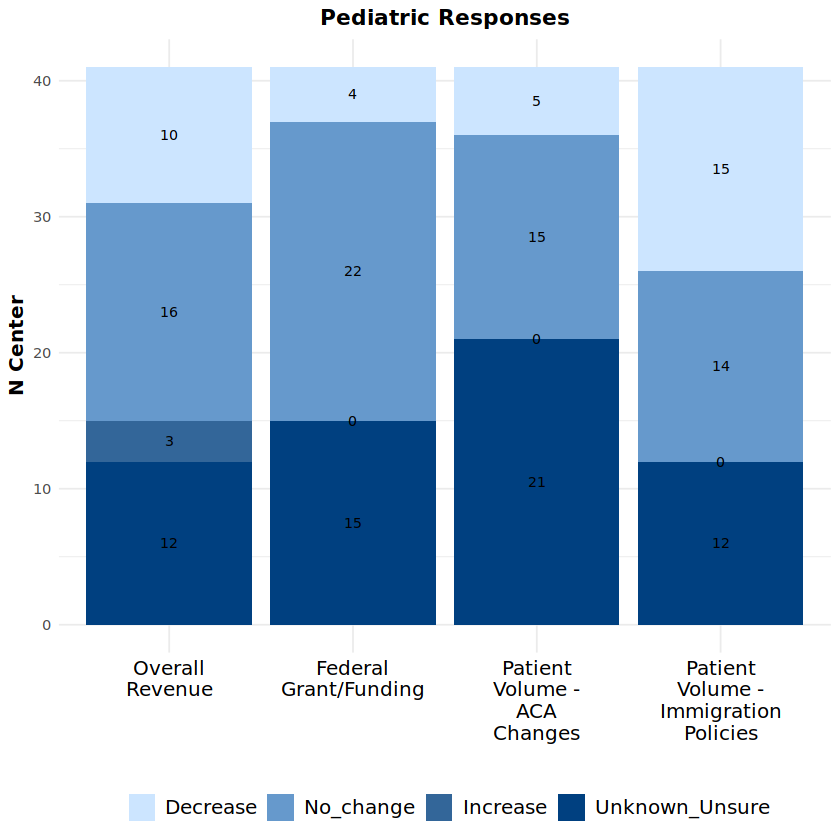 Pediatric Responses
N Center
40
30
20
10
0
10
16
3
12
4
22
0
15
5
15
0
21
15
14
0
12
Overall
Revenue
Federal
Grant/Funding
Patient
Volume -
ACA
Changes
Patient
Volume -
Immigration
Policies
Decrease No_change Increase Unknown_Unsure